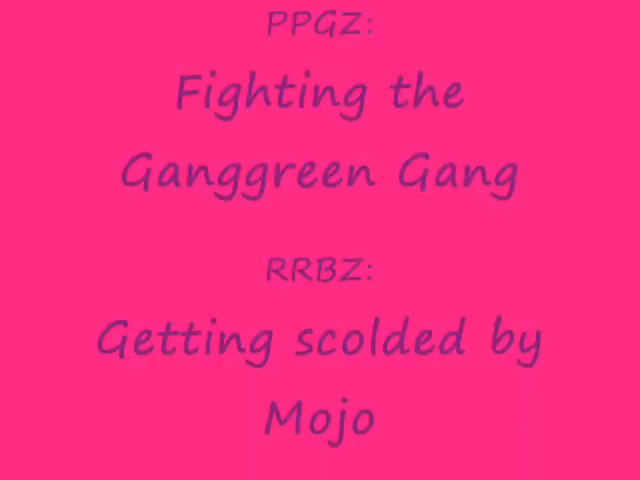 PPGZ:
Fighting the
Ganggreen Gang
RRBZ:
Getting scolded by
Mojo